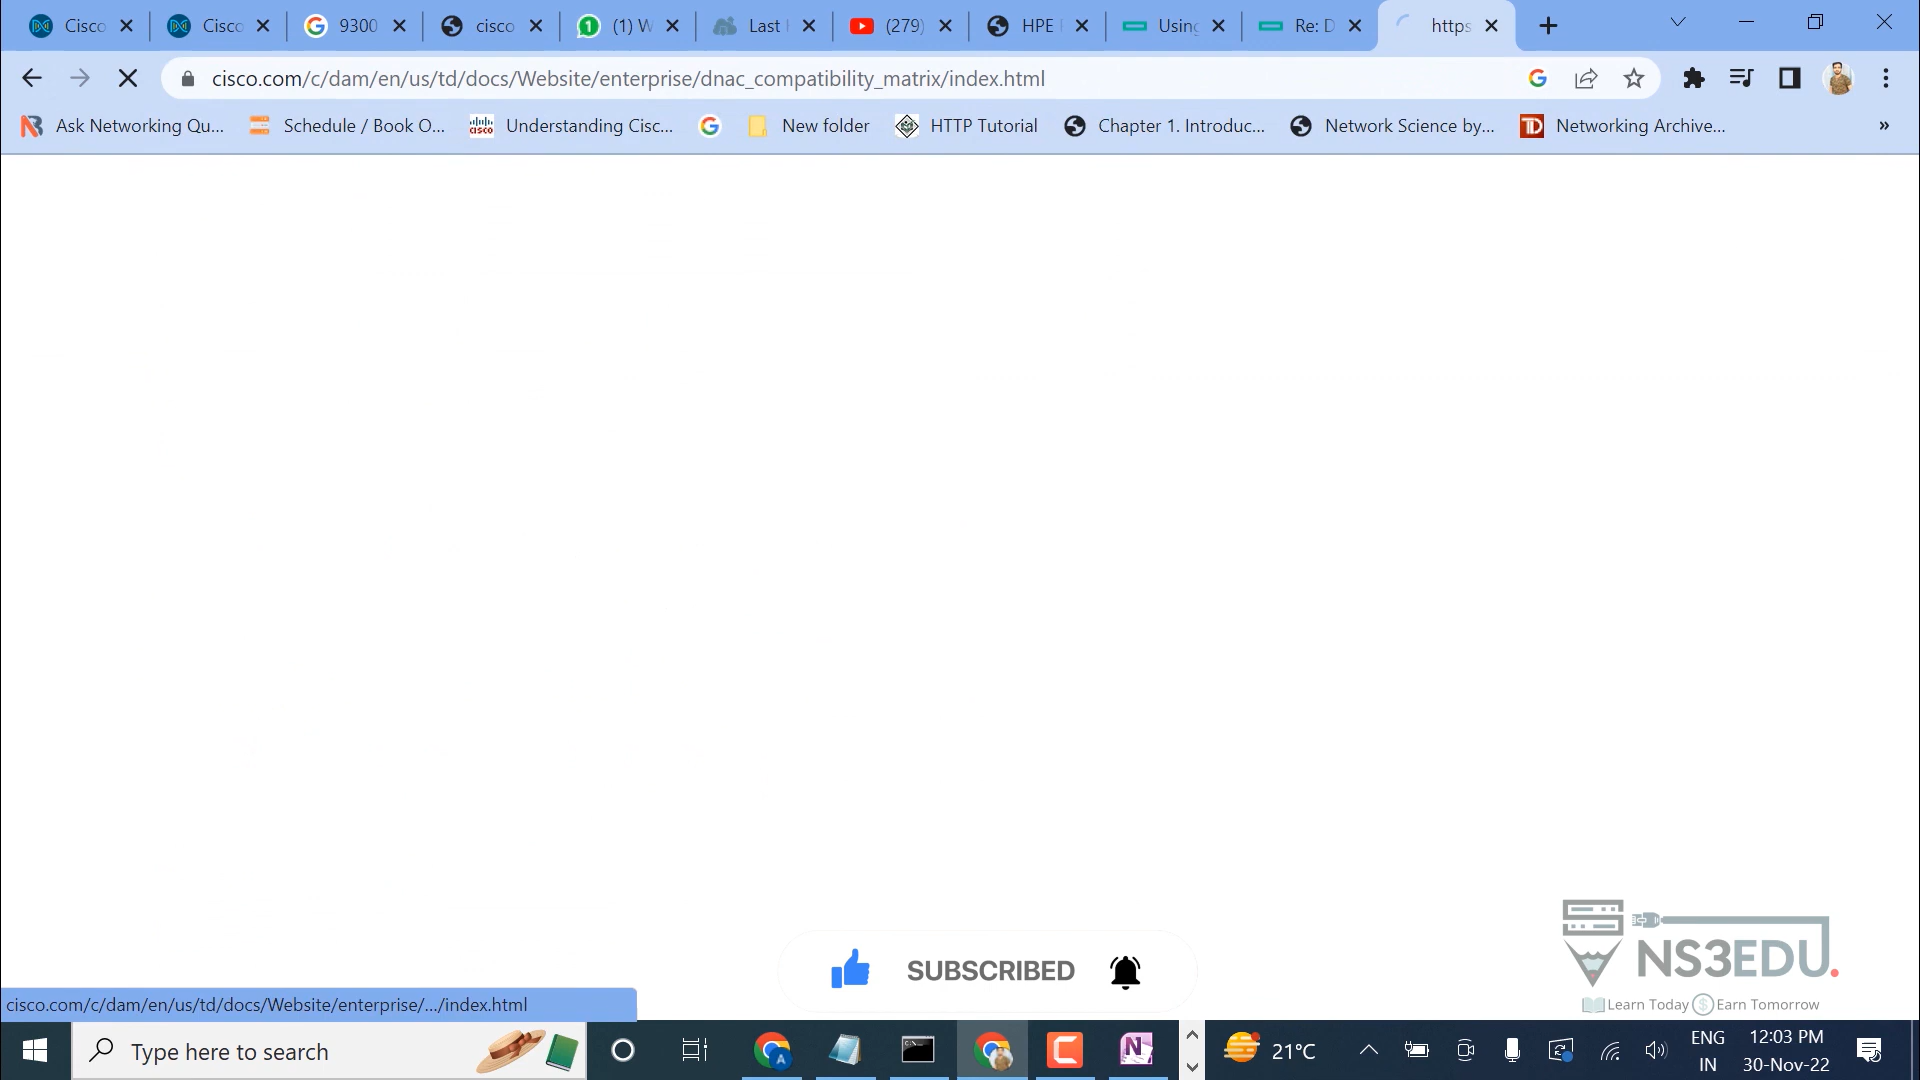 Cisco
Cisco
9300
cisco
(1) W
Last
(279)
HPE
Using
Re: D
https
cisco.com/c/dam/en/us/td/docs/Website/enterprise/dnac_compatibility_matrix/index.html
Ask Networking Qu...
Schedule / Book O...
Understanding Cisc...
New folder
HTTP Tutorial
Chapter 1. Introduc...
Network Science by...
Networking Archive...
»
NS3EDU.
Learn Today $ Earn Tomorrow
SUBSCRIBED
cisco.com/c/dam/en/us/td/docs/Website/enterprise/.../index.html
Type here to search
21°C
ENG
IN
12:03 PM
30-Nov-22